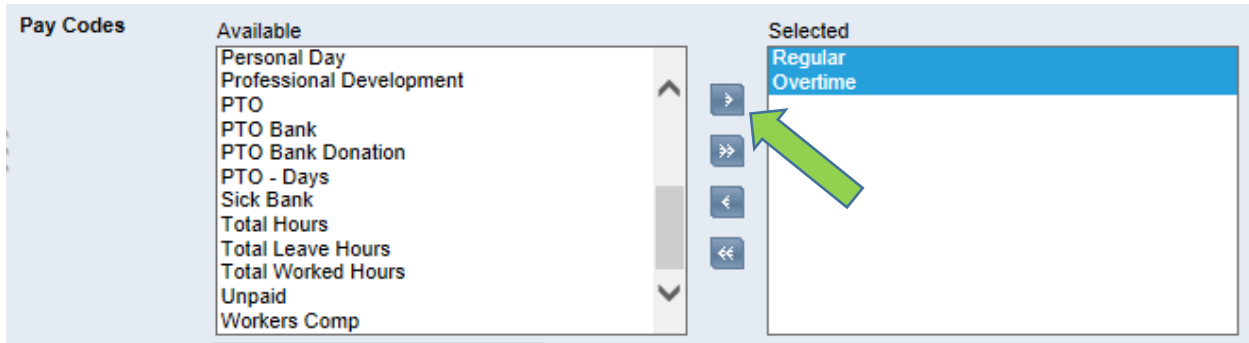 Pay Codes
Available
Personal Day
Professional Development
PTO
PTO Bank
PTO Bank Donation
PTO - Days
Sick Bank
Total Hours
Total Leave Hours
Total Worked Hours
Unpaid
Workers Comp
Selected
Regular
Overtime